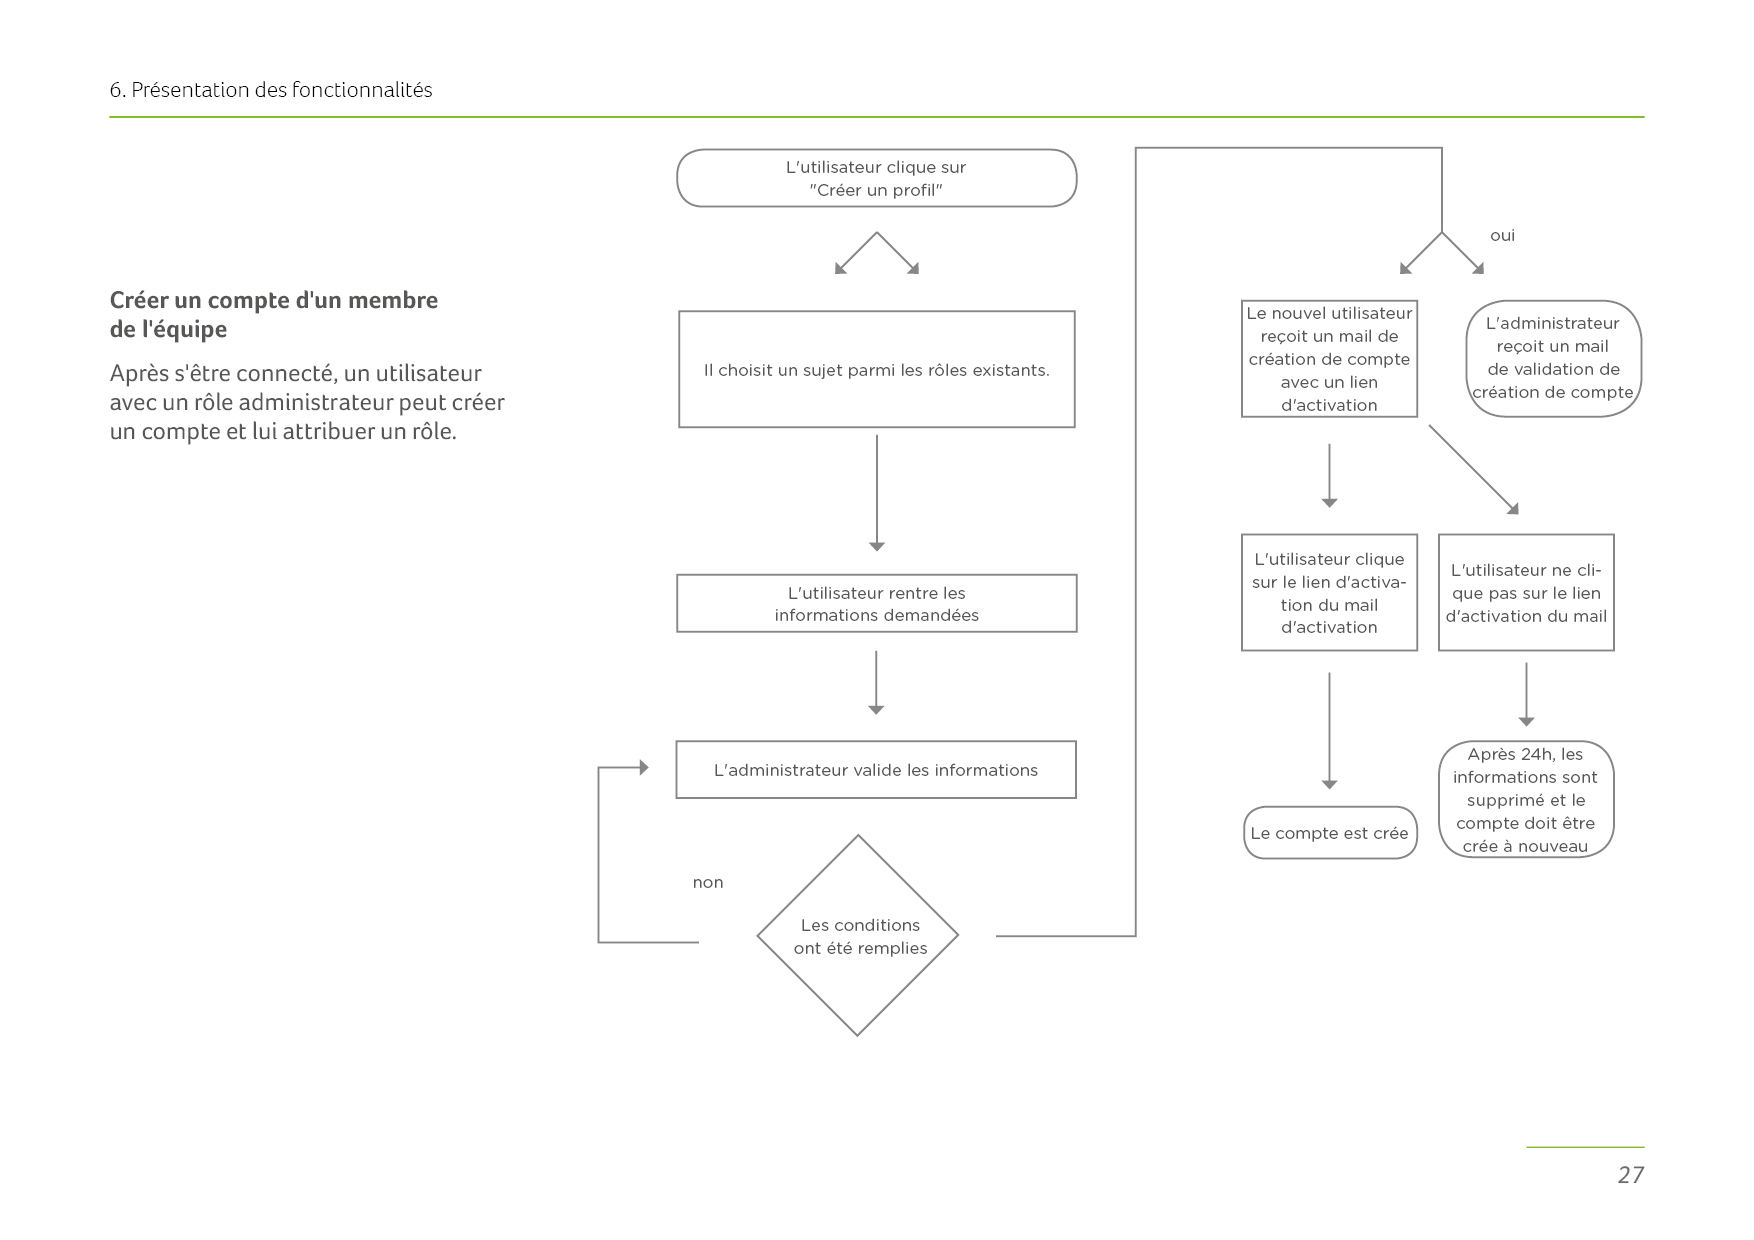 6. Présentation des fonctionnalités
Créer un compte d'un membre
de l'équipe
Après s'être connecté, un utilisateur
avec un rôle administrateur peut créer
un compte et lui attribuer un rôle.
L'utilisateur clique sur
"Créer un profil"
Il choisit un sujet parmi les rôles existants.
L'utilisateur rentre les
informations demandées
L'administrateur valide les informations
non
Les conditions
ont été remplies
oui
Le nouvel utilisateur
reçoit un mail de
création de compte
avec un lien
d'activation
L'administrateur
reçoit un mail
de validation de
création de compte
L'utilisateur clique
sur le lien d'activa-
tion du mail
d'activation
L'utilisateur ne cli-
que pas sur le lien
d'activation du mail
Le compte est crée
Après 24h, les
informations sont
supprimé et le
compte doit être
crée à nouveau
27